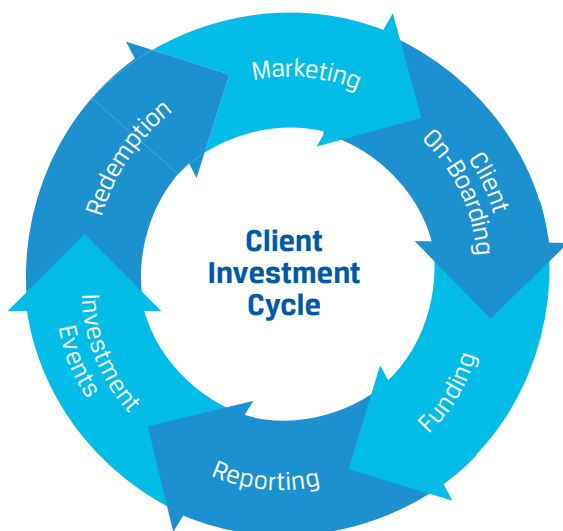 Marketing
Client
On-Boarding
Funding
Reporting
Investment
Events
Redemption
Client
Investment
Cycle